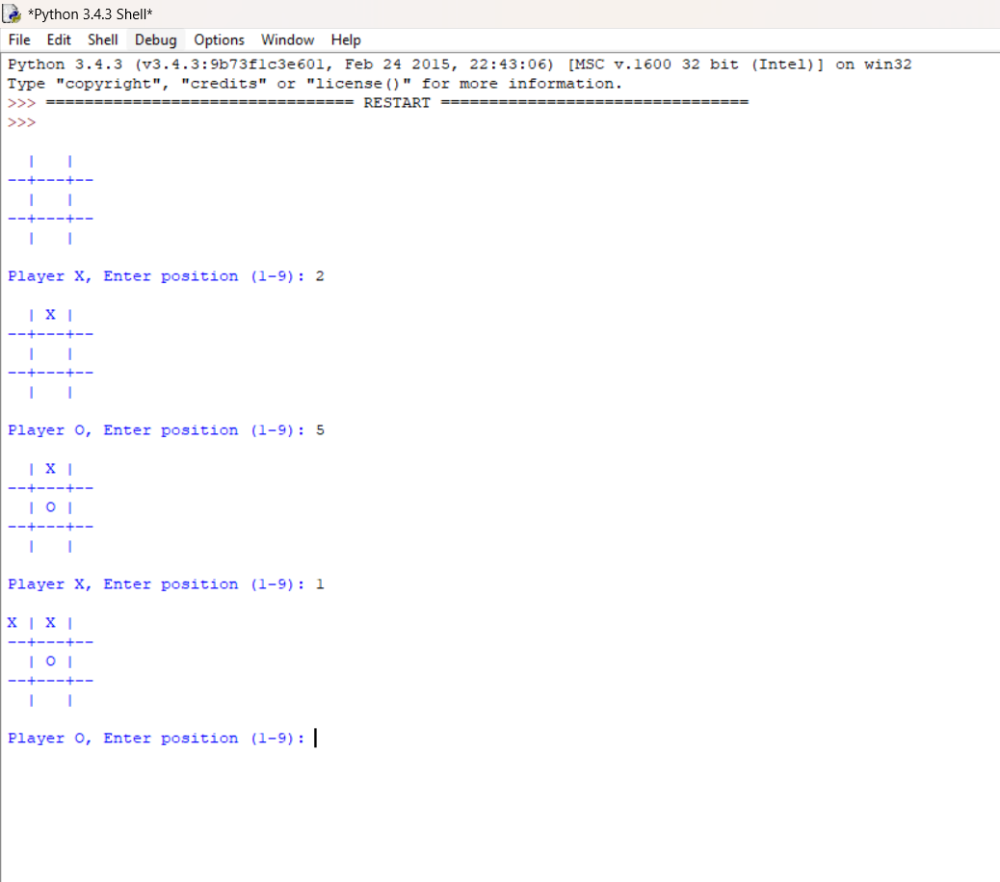 *Python 3.4.3 Shell*
File Edit Shell Debug Options Window Help
Python 3.4.3 (v3.4.3:9b73f1c3e601, Feb 24 2015, 22:43:06) [MSC v.1600 32 bit (Intel)] on win32
Type "copyright", "credits" or "license()" for more information.
>>> ================================ RESTART ================================
>>>
  |   |
--+---+--
  |   |
--+---+--
  |   |
Player X, Enter position (1-9): 2
  | X |
--+---+--
  |   |
--+---+--
  |   |
Player O, Enter position (1-9): 5
  | X |
--+---+--
  | O |
--+---+--
  |   |
Player X, Enter position (1-9): 1
X | X |
--+---+--
  | O |
--+---+--
  |   |
Player O, Enter position (1-9):